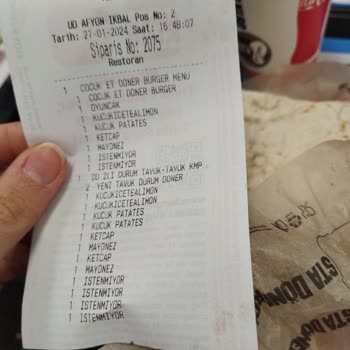 UD AFYON IKBAL Pos No: 2
Tarih: 27-01-2024 Saat: 16:48:07
Siparis No: 2075
Restoran
1 COCUK ET DONER BURGER MENU
1 COCUK ET DONER BURGER
1 OYUNCAK
1 KUCUKICETEALIMON
1 KUCUK PATATES
1 KETCAP
1 MAYONEZ
1 ISTENMIYOR
1 ISTENMIYOR
1 DU 2LI DURUM TAVUK-TAVUK KMP
2 YENI TAVUK DURUM DONER
1 KUCUKICETEALIMON
1 KUCUKICETEALIMON
1 KUCUK PATATES
1 KUCUK PATATES
1 KETCAP
1 MAYONEZ
1 KETCAP
1 MAYONEZ
1 ISTENMIYOR
1 ISTENMIYOR
1 ISTENMIYOR
1 ISTENMIYOR
USTA DÖNER